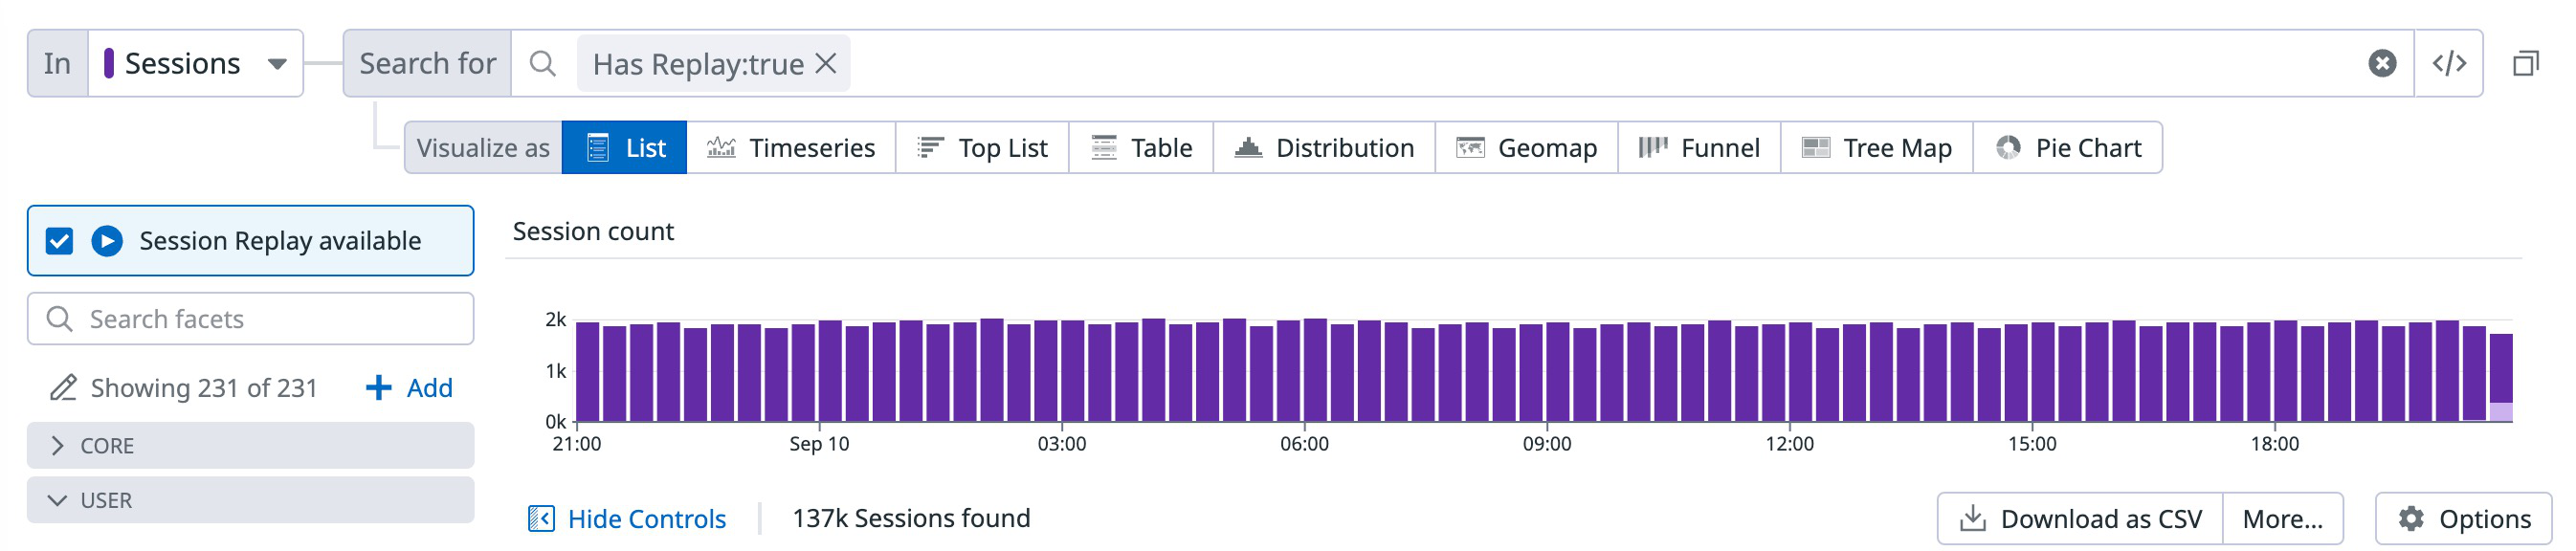 In Sessions Search for Has Replay:true
Visualize as List Timeseries Top List Table Distribution Geomap Funnel Tree Map Pie Chart
Session Replay available
Search facets
Showing 231 of 231 Add
CORE
USER
Session count
2k
1k
0k
21:00 Sep 10 03:00 06:00 09:00 12:00 15:00 18:00
Hide Controls 137k Sessions found Download as CSV More... Options